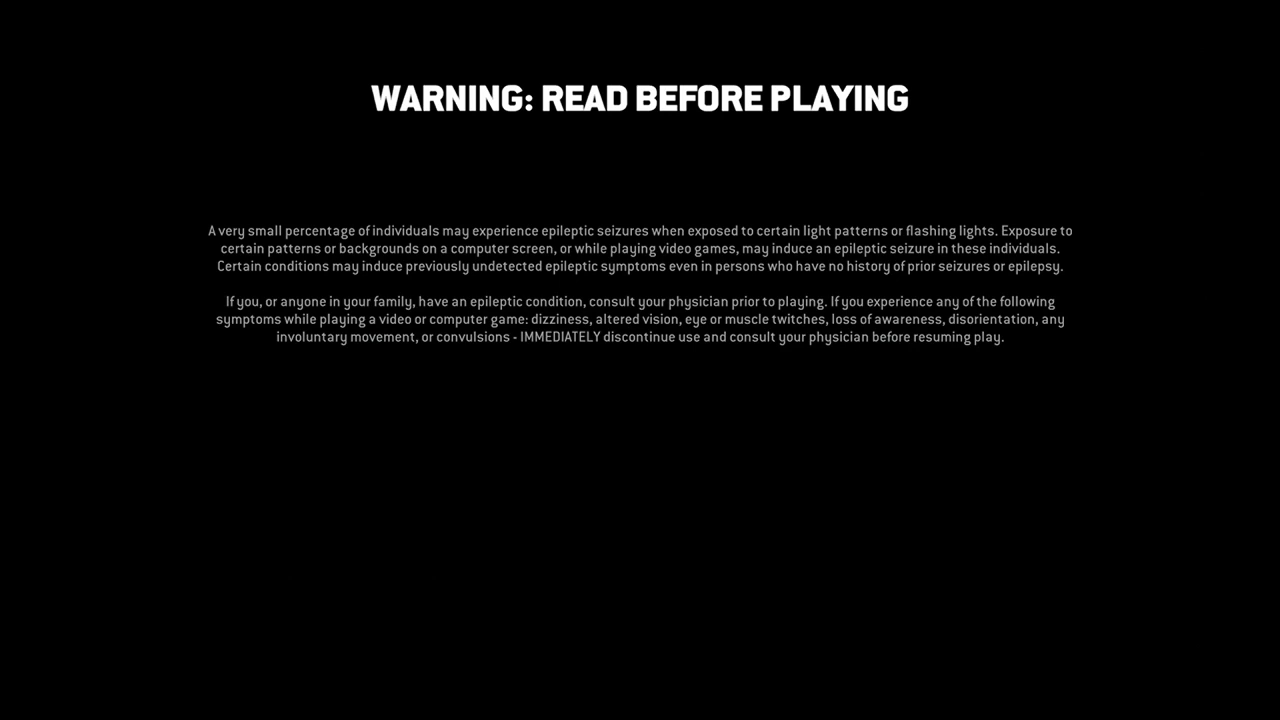 WARNING: READ BEFORE PLAYING
A very small percentage of individuals may experience epileptic seizures when exposed to certain light patterns or flashing lights. Exposure to
certain patterns or backgrounds on a computer screen, or while playing video games, may induce an epileptic seizure in these individuals.
Certain conditions may induce previously undetected epileptic symptoms even in persons who have no history of prior seizures or epilepsy.
If you, or anyone in your family, have an epileptic condition, consult your physician prior to playing. If you experience any of the following
symptoms while playing a video or computer game: dizziness, altered vision, eye or muscle twitches, loss of awareness, disorientation, any
involuntary movement, or convulsions - IMMEDIATELY discontinue use and consult your physician before resuming play.